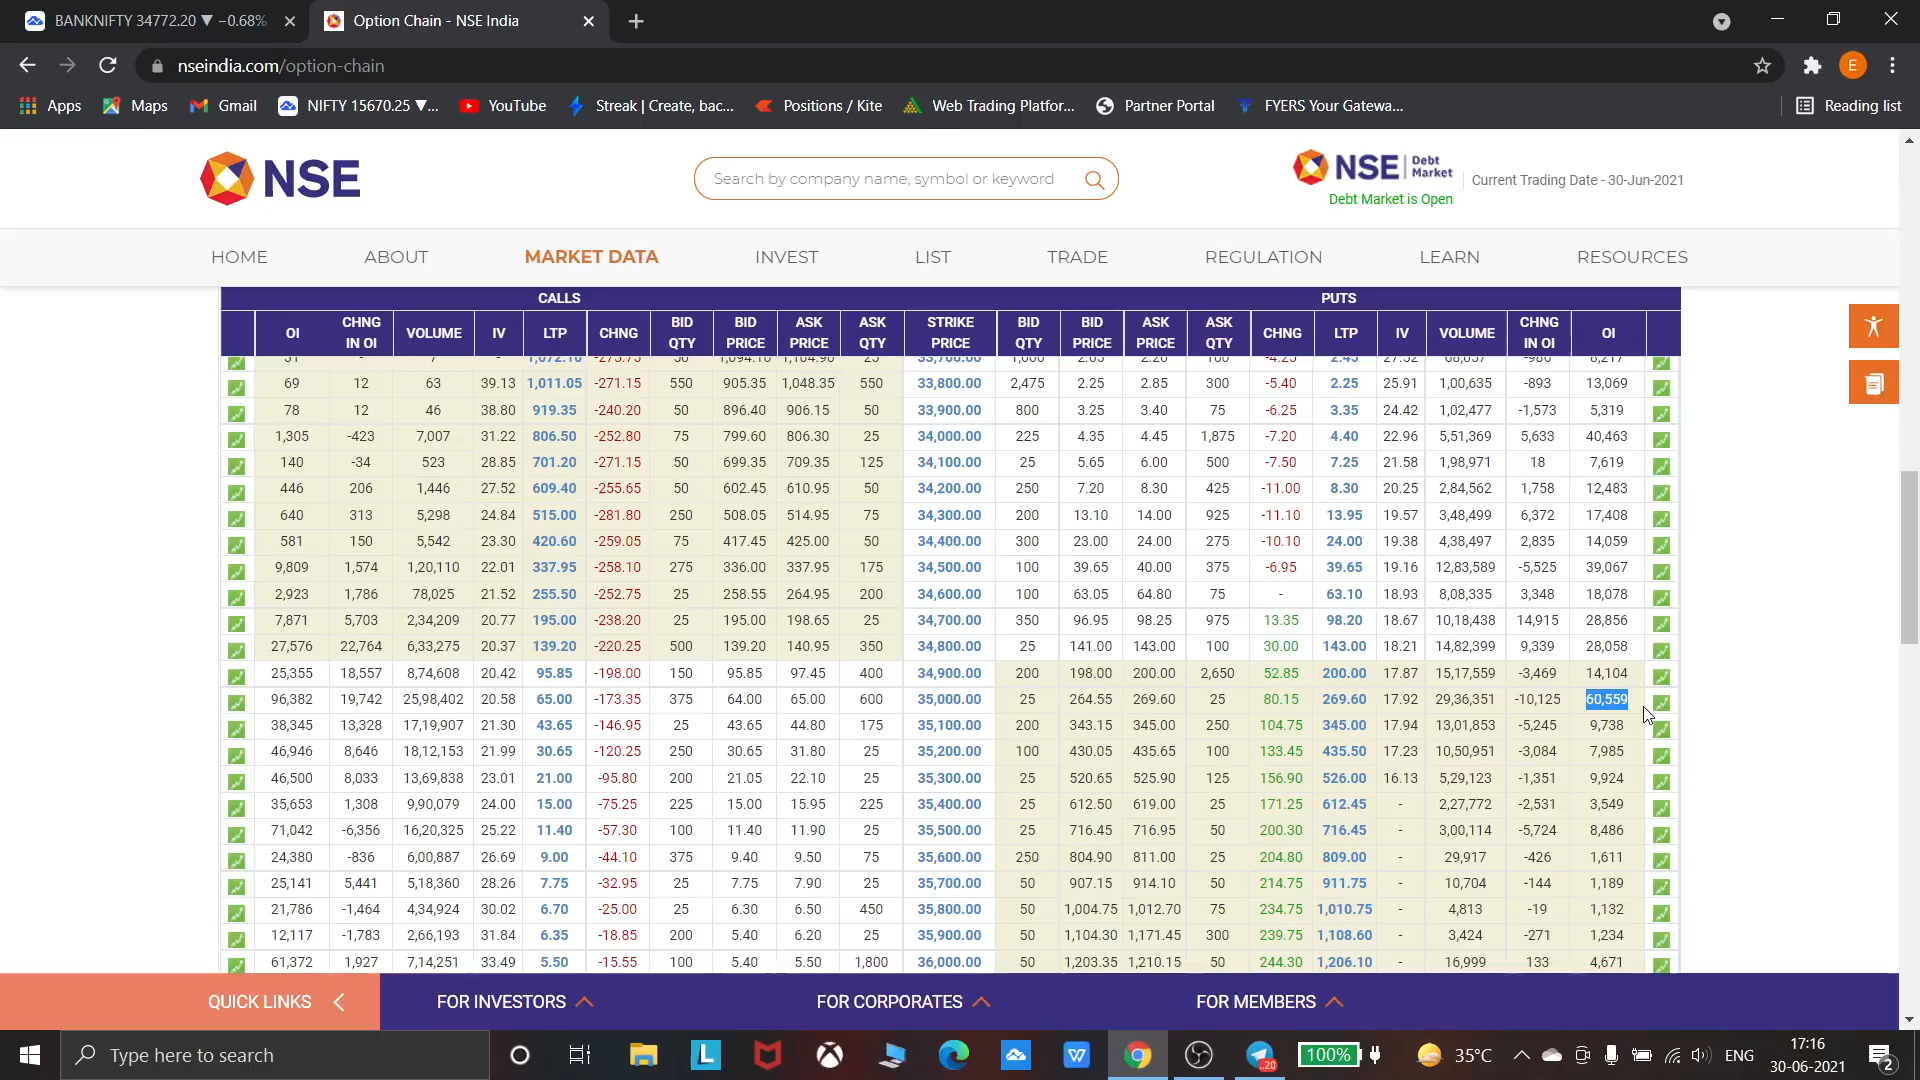 BANKNIFTY 34772.20 ▼ −0.68%
Option Chain - NSE India
nseindia.com/option-chain
E
Apps Maps Gmail NIFTY 15670.25 ▼... YouTube Streak | Create, bac... Positions / Kite Web Trading Platfor... Partner Portal FYERS Your Gatewa... Reading list
NSE
Search by company name, symbol or keyword
NSE Debt Market
Debt Market is Open
Current Trading Date - 30-Jun-2021
HOME ABOUT MARKET DATA INVEST LIST TRADE REGULATION LEARN RESOURCES
CALLS PUTS
OI CHNG IN OI VOLUME IV LTP CHNG BID QTY BID PRICE ASK PRICE ASK QTY STRIKE PRICE BID QTY BID PRICE ASK PRICE ASK QTY CHNG LTP IV VOLUME CHNG IN OI OI
69 12 63 39.13 1,011.05 -271.15 550 905.35 1,048.35 550 33,800.00 2,475 2.25 2.85 300 -5.40 2.25 25.91 1,00,635 -893 13,069
78 12 46 38.80 919.35 -240.20 50 896.40 906.15 50 33,900.00 800 3.25 3.40 75 -6.25 3.35 24.42 1,02,477 -1,573 5,319
1,305 -423 7,007 31.22 806.50 -252.80 75 799.60 806.30 25 34,000.00 225 4.35 4.45 1,875 -7.20 4.40 22.96 5,51,369 5,633 40,463
140 -34 523 28.85 701.20 -271.15 50 699.35 709.35 125 34,100.00 25 5.65 6.00 500 -7.50 7.25 21.58 1,98,971 18 7,619
446 206 1,446 27.52 609.40 -255.65 50 602.45 610.95 50 34,200.00 250 7.20 8.30 425 -11.00 8.30 20.25 2,84,562 1,758 12,483
640 313 5,298 24.84 515.00 -281.80 250 508.05 514.95 75 34,300.00 200 13.10 14.00 925 -11.10 13.95 19.57 3,48,499 6,372 17,408
581 150 5,542 23.30 420.60 -259.05 75 417.45 425.00 50 34,400.00 300 23.00 24.00 275 -10.10 24.00 19.38 4,38,497 2,835 14,059
9,809 1,574 1,20,110 22.01 337.95 -258.10 275 336.00 337.95 175 34,500.00 100 39.65 40.00 375 -6.95 39.65 19.16 12,83,589 -5,525 39,067
2,923 1,786 78,025 21.52 255.50 -252.75 25 258.55 264.95 200 34,600.00 100 63.05 64.80 75 - 63.10 18.93 8,08,335 3,348 18,078
7,871 5,703 2,34,209 20.77 195.00 -238.20 25 195.00 198.65 25 34,700.00 350 96.95 98.25 975 13.35 98.20 18.67 10,18,438 14,915 28,856
27,576 22,764 6,33,275 20.37 139.20 -220.25 500 139.20 140.95 350 34,800.00 25 141.00 143.00 100 30.00 143.00 18.21 14,82,399 9,339 28,058
25,355 18,557 8,74,608 20.42 95.85 -198.00 150 95.85 97.45 400 34,900.00 200 198.00 200.00 2,650 52.85 200.00 17.87 15,17,559 -3,469 14,104
96,382 19,742 25,98,402 20.58 65.00 -173.35 375 64.00 65.00 600 35,000.00 25 264.55 269.60 25 80.15 269.60 17.92 29,36,351 -10,125 60,559
38,345 13,328 17,19,907 21.30 43.65 -146.95 25 43.65 44.80 175 35,100.00 200 343.15 345.00 250 104.75 345.00 17.94 13,01,853 -5,245 9,738
46,946 8,646 18,12,153 21.99 30.65 -120.25 250 30.65 31.80 25 35,200.00 100 430.05 435.65 100 133.45 435.50 17.23 10,50,951 -3,084 7,985
46,500 8,033 13,69,838 23.01 21.00 -95.80 200 21.05 22.10 25 35,300.00 25 520.65 525.90 125 156.90 526.00 16.13 5,29,123 -1,351 9,924
35,653 1,308 9,90,079 24.00 15.00 -75.25 225 15.00 15.95 225 35,400.00 25 612.50 619.00 25 171.25 612.45 - 2,27,772 -2,531 3,549
71,042 -6,356 16,20,325 25.22 11.40 -57.30 100 11.40 11.90 25 35,500.00 25 716.45 716.95 50 200.30 716.45 - 3,00,114 -5,724 8,486
24,380 -836 6,00,887 26.69 9.00 -44.10 375 9.40 9.50 75 35,600.00 250 804.90 811.00 25 204.80 809.00 - 29,917 -426 1,611
25,141 5,441 5,18,360 28.26 7.75 -32.95 25 7.75 7.90 25 35,700.00 50 907.15 914.10 50 214.75 911.75 - 10,704 -144 1,189
21,786 -1,464 4,34,924 30.02 6.70 -25.00 25 6.30 6.50 450 35,800.00 50 1,004.75 1,012.70 75 234.75 1,010.75 - 4,813 -19 1,132
12,117 -1,783 2,66,193 31.84 6.35 -18.85 200 5.40 6.20 25 35,900.00 50 1,104.30 1,171.45 300 239.75 1,108.60 - 3,424 -271 1,234
61,372 1,927 7,14,251 33.49 5.50 -15.55 100 5.40 5.50 1,800 36,000.00 50 1,203.35 1,210.15 50 244.30 1,206.10 - 16,999 133 4,671
QUICK LINKS FOR INVESTORS FOR CORPORATES FOR MEMBERS
Type here to search
L
W
..20
100%
35°C
ENG
17:16
30-06-2021
2